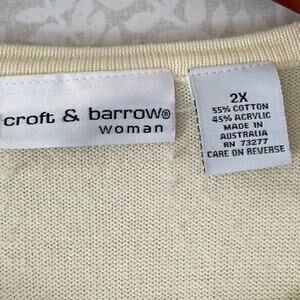 croft & barrow®
woman
2X
55% COTTON
45% ACRYLIC
MADE IN
AUSTRALIA
RN 73277
CARE ON REVERSE